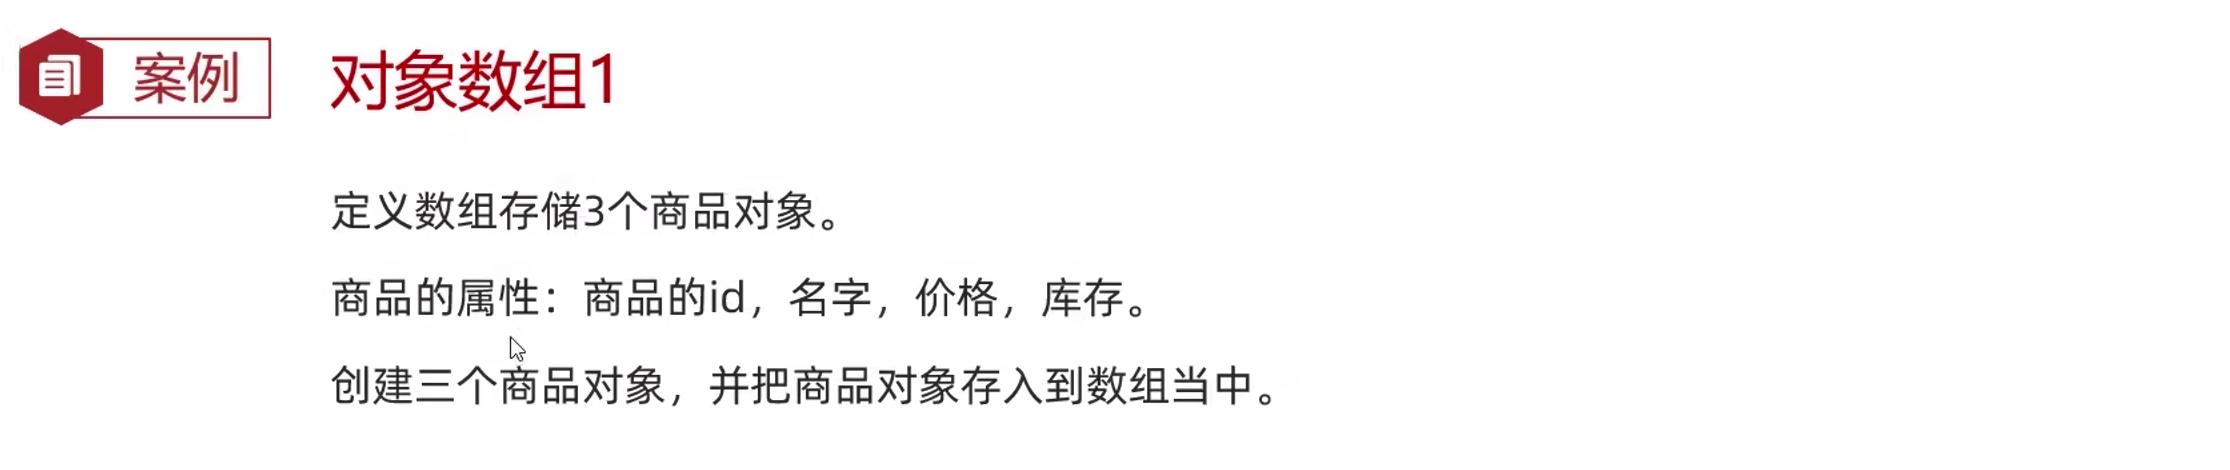 案例
对象数组1
定义数组存储3个商品对象。
商品的属性：商品的id，名字，价格，库存。
创建三个商品对象，并把商品对象存入到数组当中。